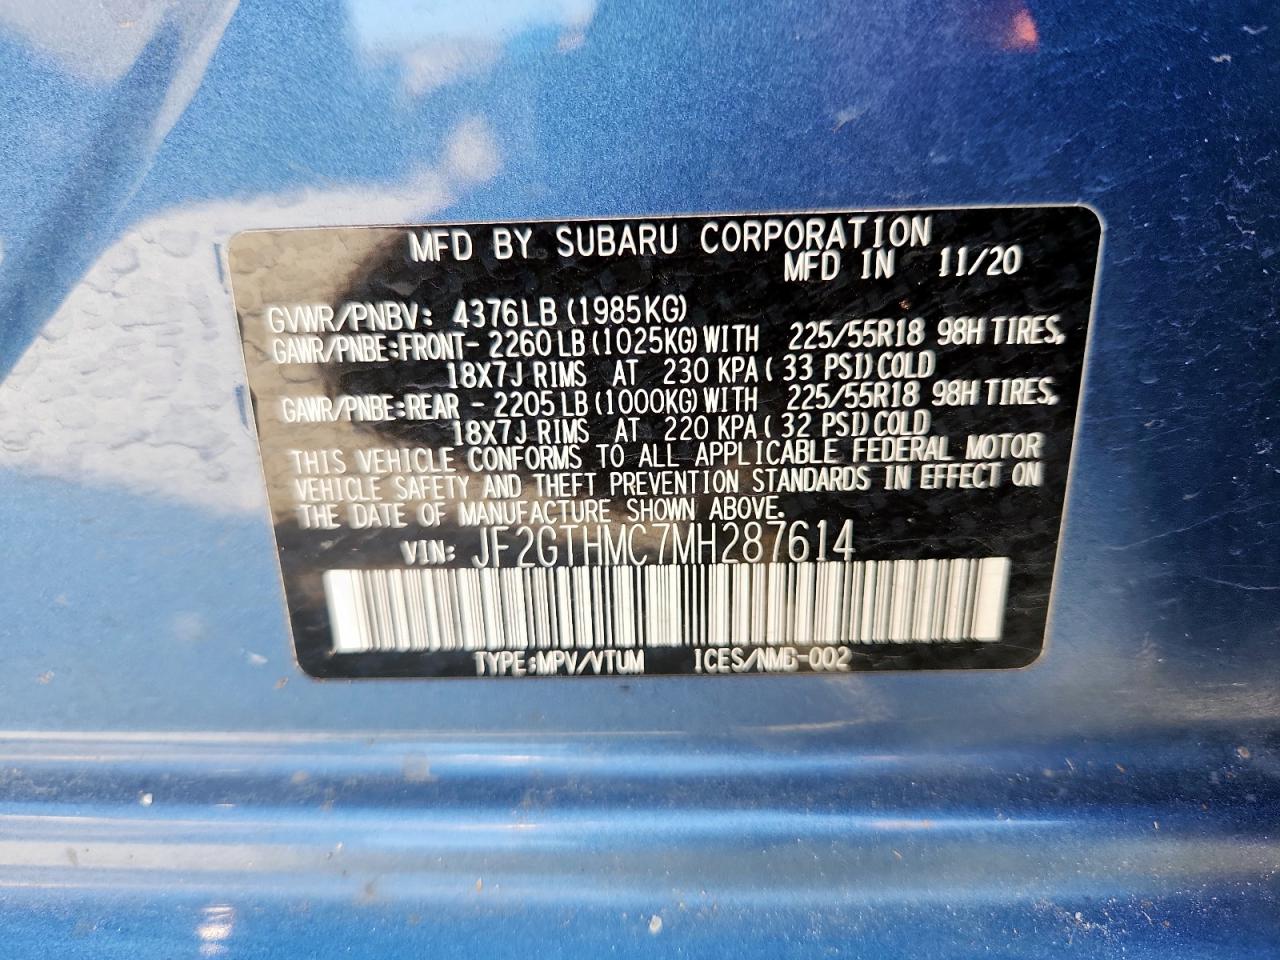 MFD BY SUBARU CORPORATION
MFD IN 11/20
GVWR/PNBV: 4376LB (1985KG)
GAWR/PNBE:FRONT- 2260 LB (1025KG) WITH 225/55R18 98H TIRES,
18X7J RIMS AT 230 KPA ( 33 PSI) COLD
GAWR/PNBE:REAR - 2205 LB (1000KG) WITH 225/55R18 98H TIRES,
18X7J RIMS AT 220 KPA ( 32 PSI) COLD
THIS VEHICLE CONFORMS TO ALL APPLICABLE FEDERAL MOTOR
VEHICLE SAFETY AND THEFT PREVENTION STANDARDS IN EFFECT ON
THE DATE OF MANUFACTURE SHOWN ABOVE.
VIN: JF2GTHMC7MH287614
TYPE:MPV/VTUM ICES/NMB-002